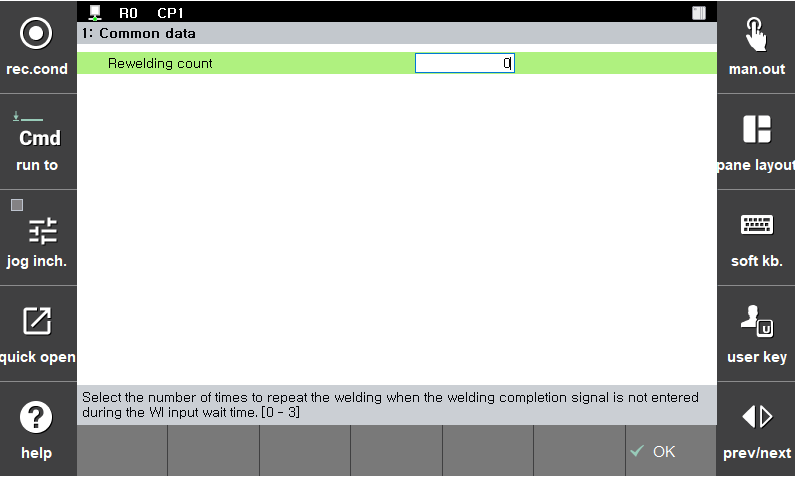 R0 CP1
1: Common data
Rewelding count 0
rec.cond
Cmd
run to
jog inch.
quick open
help
man.out
pane layout
soft kb.
U
user key
prev/next
Select the number of times to repeat the welding when the welding completion signal is not entered
during the WI input wait time. [0 - 3]
OK